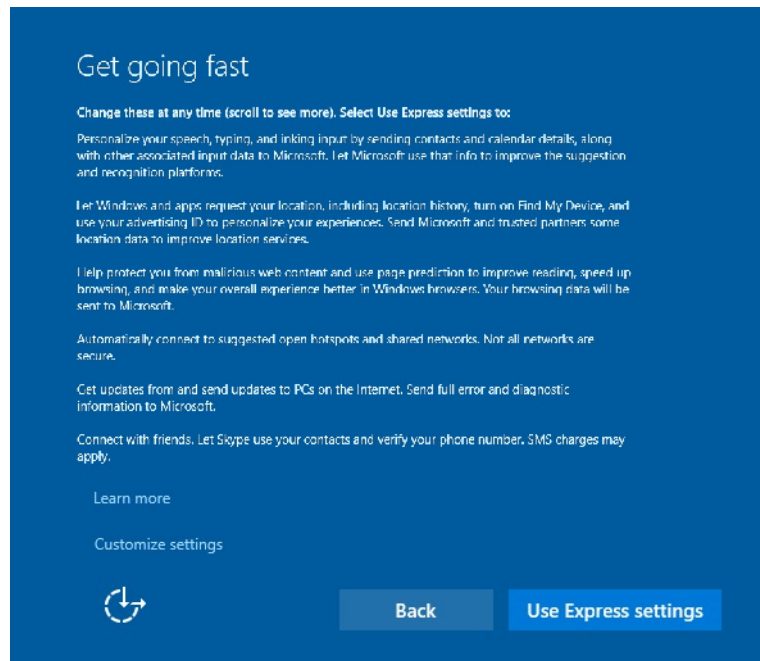 Get going fast
Change these at any time (scroll to see more). Select Use Express settings to:
Personalize your speech, typing, and inking input by sending contacts and calendar details, along
with other associated input data to Microsoft. Let Microsoft use that info to improve the suggestion
and recognition platforms.
Let Windows and apps request your location, including location history, turn on Find My Device, and
use your advertising ID to personalize your experiences. Send Microsoft and trusted partners some
location data to improve location services.
Help protect you from malicious web content and use page prediction to improve reading, speed up
browsing, and make your overall experience better in Windows browsers. Your browsing data will be
sent to Microsoft.
Automatically connect to suggested open hotspots and shared networks. Not all networks are
secure.
Get updates from and send updates to PCs on the Internet. Send full error and diagnostic
information to Microsoft.
Connect with friends. Let Skype use your contacts and verify your phone number. SMS charges may
apply.
Learn more
Customize settings
Back
Use Express settings